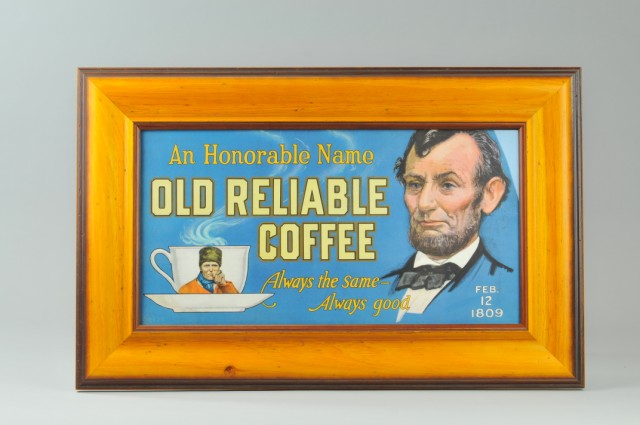 An Honorable Name
OLD RELIABLE
COFFEE
Always the same—
Always good
FEB.
12
1809